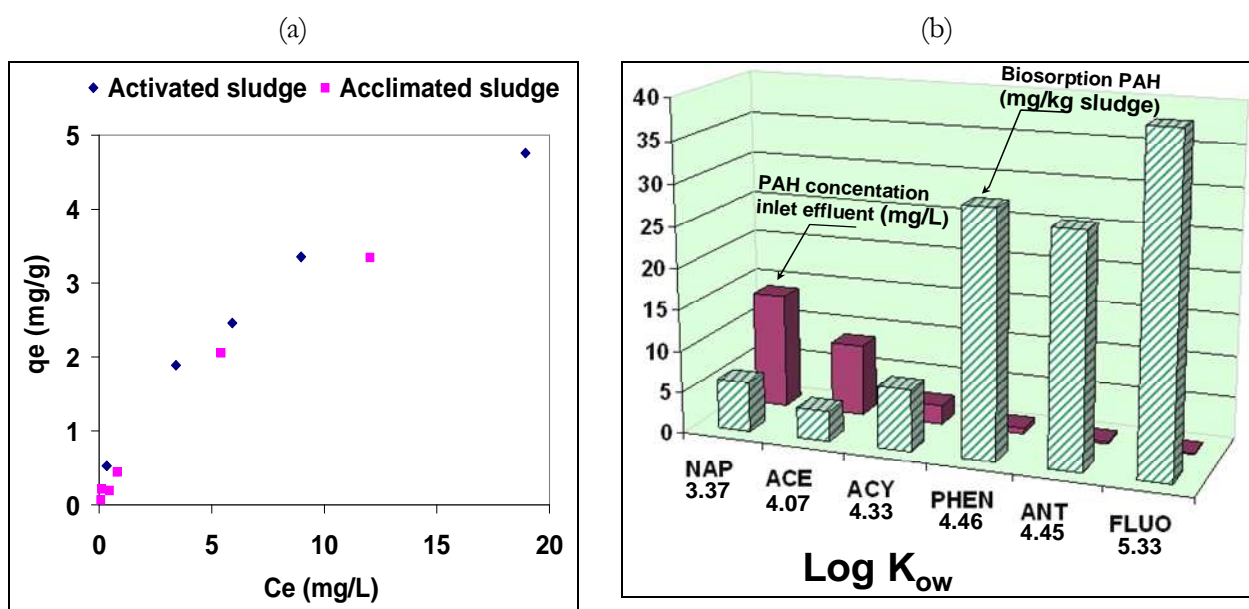 (a)
Activated sludge Acclimated sludge
5
4
3
2
1
0
qe (mg/g)
0 5 10 15 20
Ce (mg/L)
(b)
Biosorption PAH
(mg/kg sludge)
PAH concentation
inlet effluent (mg/L)
40
35
30
25
20
15
10
5
0
NAP ACE ACY PHEN ANT FLUO
3.37 4.07 4.33 4.46 4.45 5.33
Log Kow